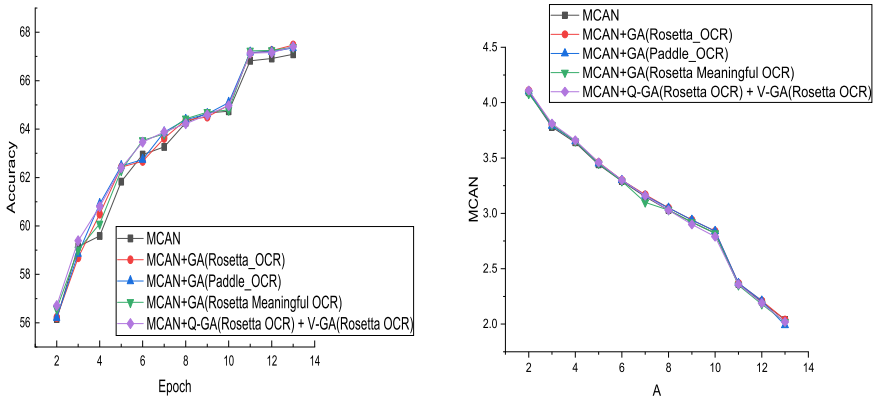 68
66
64
62
60
58
56
Accuracy
2
4
6
8
10
12
14
Epoch
MCAN
MCAN+GA(Rosetta_OCR)
MCAN+GA(Paddle_OCR)
MCAN+GA(Rosetta Meaningful OCR)
MCAN+Q-GA(Rosetta OCR) + V-GA(Rosetta OCR)
MCAN
MCAN+GA(Rosetta_OCR)
MCAN+GA(Paddle_OCR)
MCAN+GA(Rosetta Meaningful OCR)
MCAN+Q-GA(Rosetta OCR) + V-GA(Rosetta OCR)
4.5
4.0
3.5
3.0
2.5
2.0
MCAN
2
4
6
8
10
12
14
A